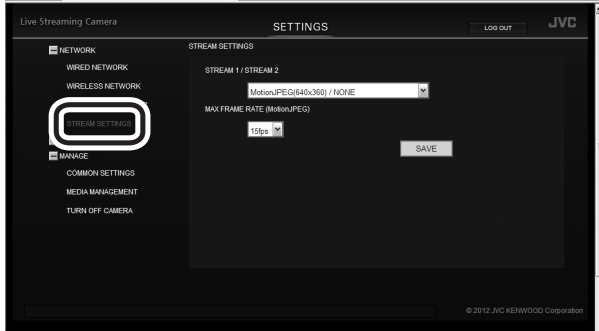 Live Streaming Camera
SETTINGS
LOG OUT
JVC
NETWORK
WIRED NETWORK
WIRELESS NETWORK
STREAM SETTINGS
MANAGE
COMMON SETTINGS
MEDIA MANAGEMENT
TURN OFF CAMERA
STREAM SETTINGS
STREAM 1 / STREAM 2
MotionJPEG(640x360) / NONE
MAX FRAME RATE (MotionJPEG)
15fps
SAVE
© 2012 JVC KENWOOD Corporation